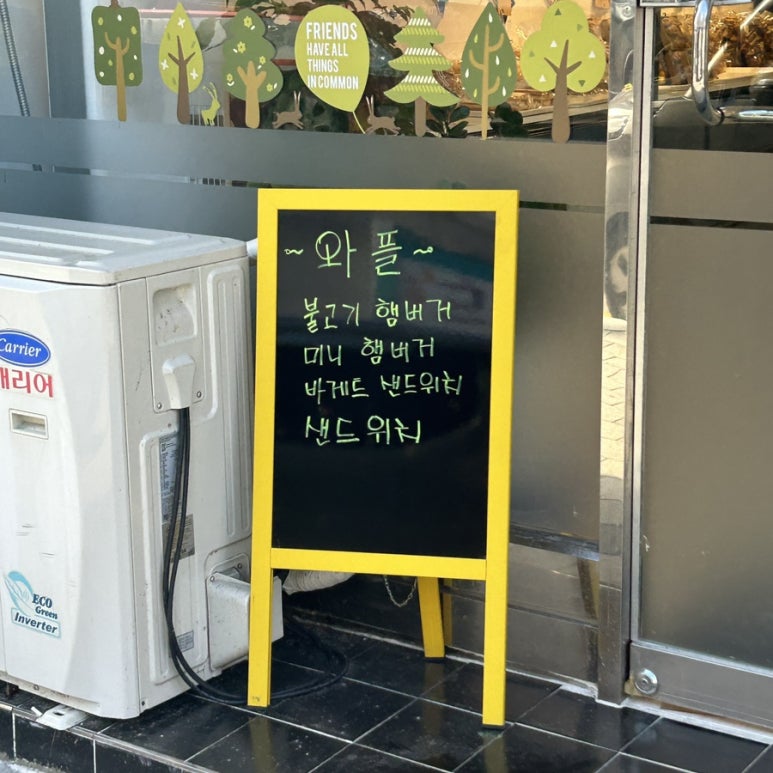 FRIENDS
HAVE ALL
THINGS
IN COMMON
~와플~
불고기 햄버거
미니 햄버거
바게트 샌드위치
샌드위치
Carrier
캐리어
ECO
Green
Inverter